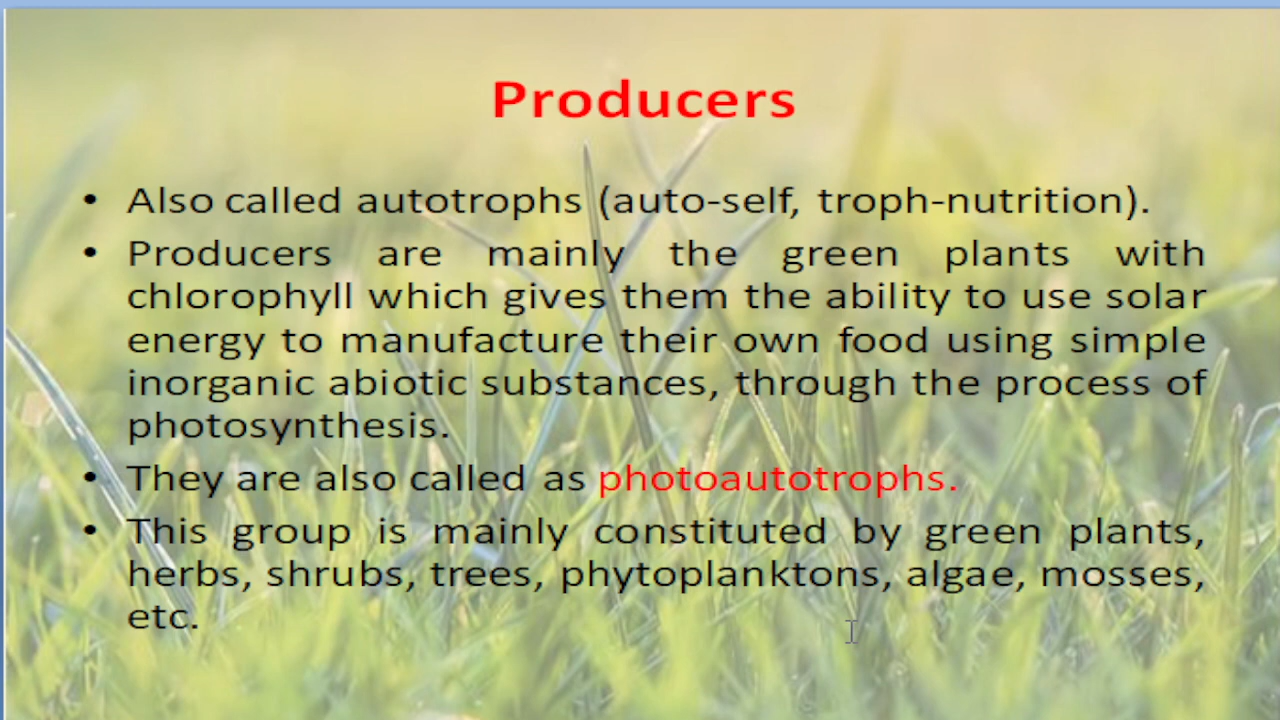 Producers
• Also called autotrophs (auto-self, troph-nutrition).
• Producers are mainly the green plants with
chlorophyll which gives them the ability to use solar
energy to manufacture their own food using simple
inorganic abiotic substances, through the process of
photosynthesis.
• They are also called as photoautotrophs.
• This group is mainly constituted by green plants,
herbs, shrubs, trees, phytoplanktons, algae, mosses,
etc.